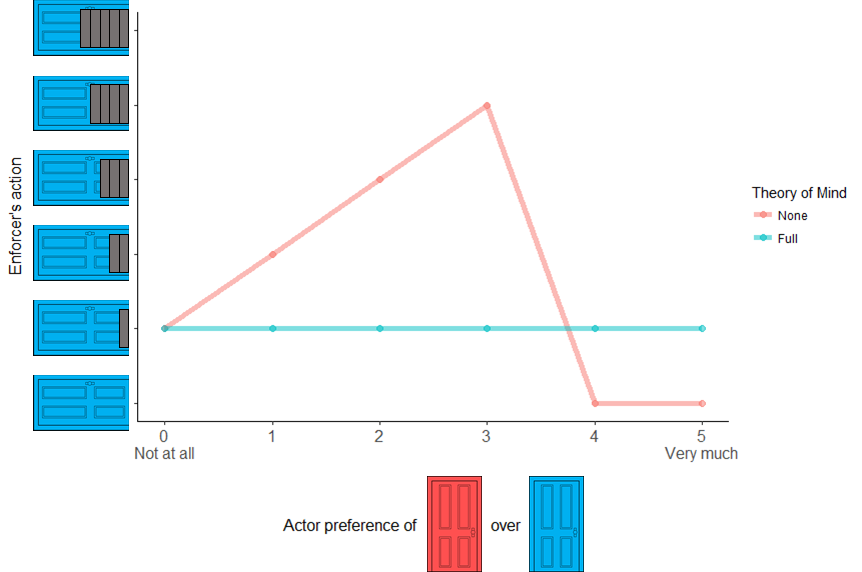 Enforcer's action
0
1
2
3
4
5
Not at all
Very much
Actor preference of
over
Theory of Mind
None
Full